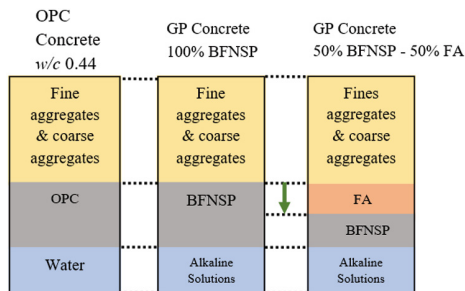 OPC
Concrete
w/c 0.44
GP Concrete
100% BFNSP
GP Concrete
50% BFNSP - 50% FA
Fine
aggregates
& coarse
aggregates
OPC
Water
Fine
aggregates
& coarse
aggregates
BFNSP
Alkaline
Solutions
Fines
aggregates
& coarse
aggregates
FA
BFNSP
Alkaline
Solutions